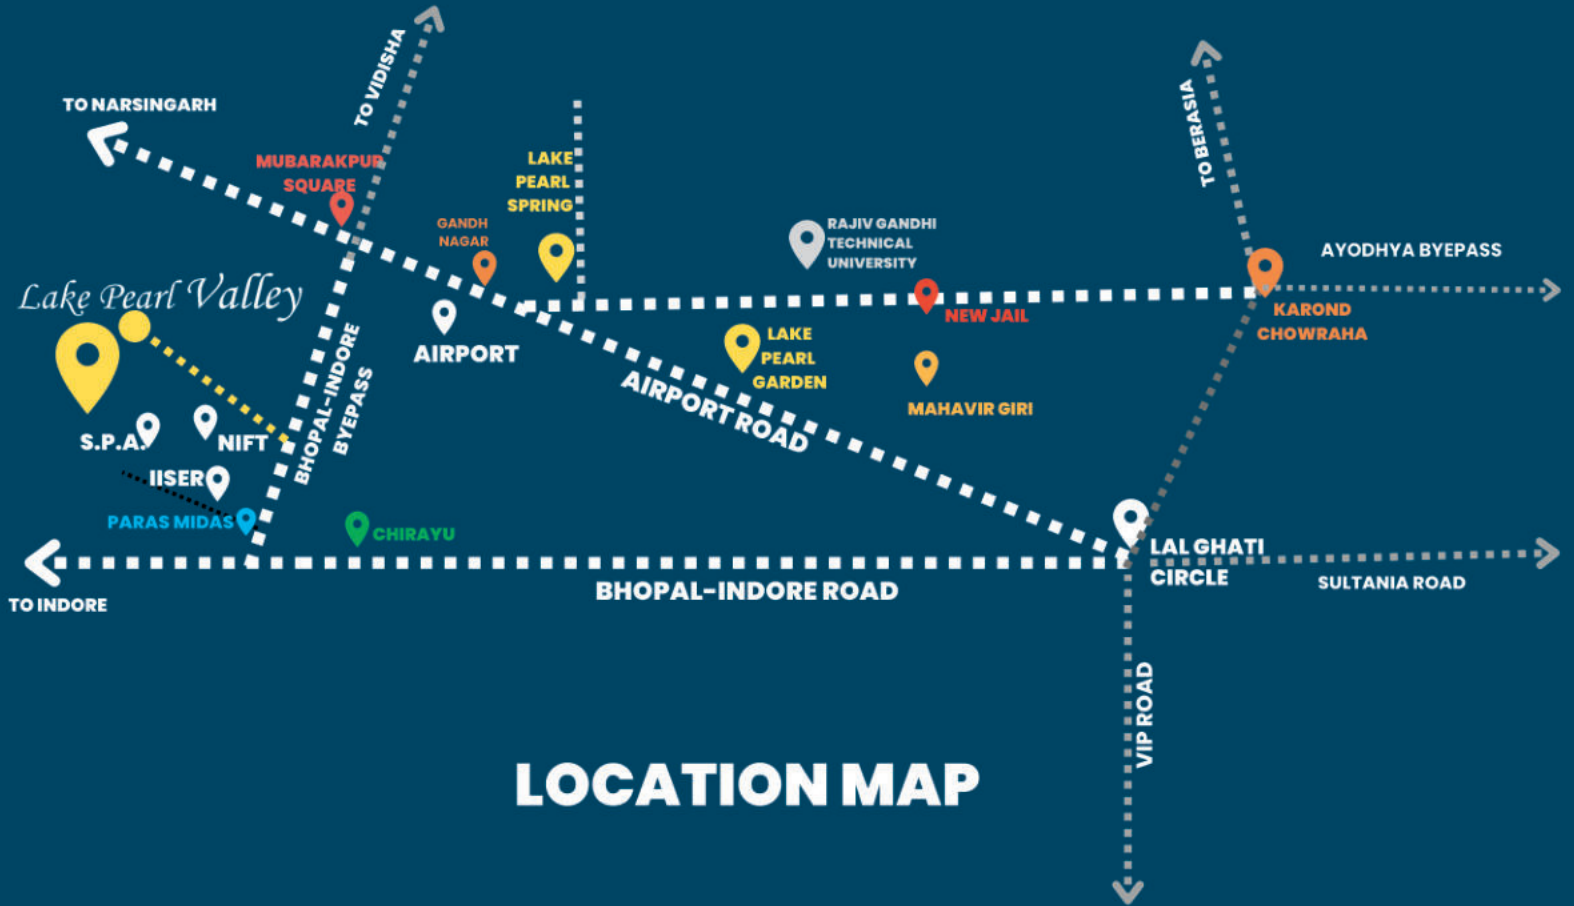 TO VIDISHA
TO NARSINGARH
TO BERASIA
MUBARAKPUR
SQUARE
LAKE
PEARL
SPRING
GANDH
NAGAR
RAJIV GANDHI
TECHNICAL
UNIVERSITY
AYODHYA BYEPASS
Lake Pearl Valley
NEW JAIL
KAROND
CHOWRAHA
AIRPORT
LAKE
PEARL
GARDEN
BHOPAL-INDORE
BYEPASS
AIRPORT ROAD
MAHAVIR GIRI
S.P.A.
NIFT
IISER
PARAS MIDAS
CHIRAYU
LAL GHATI
CIRCLE
SULTANIA ROAD
BHOPAL-INDORE ROAD
TO INDORE
VIP ROAD
LOCATION MAP